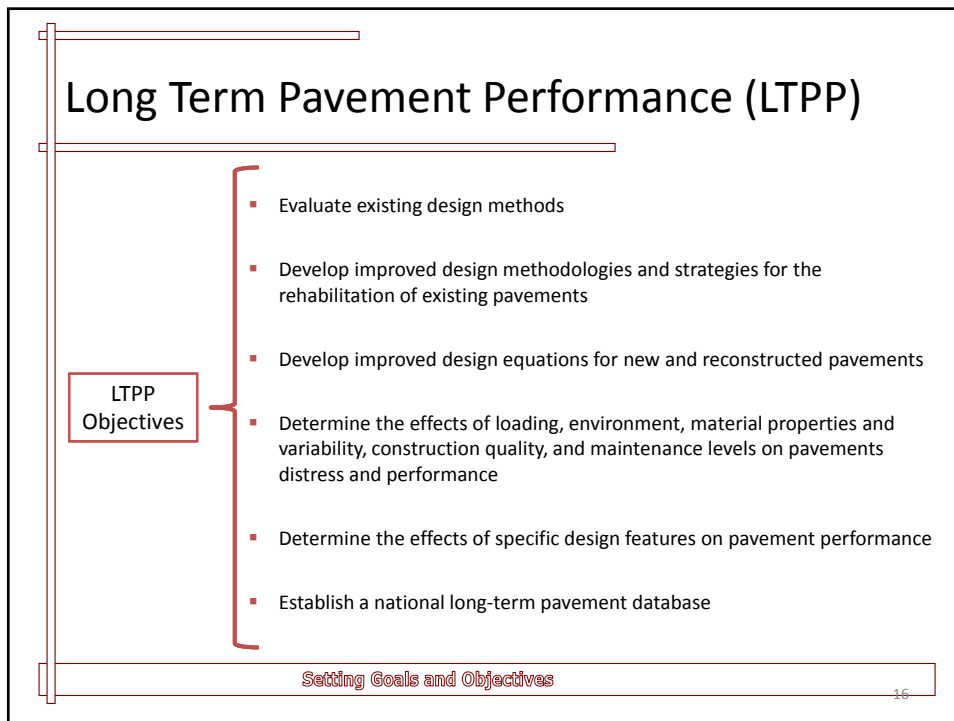 Long Term Pavement Performance (LTPP)
▪ Evaluate existing design methods
▪ Develop improved design methodologies and strategies for the
rehabilitation of existing pavements
▪ Develop improved design equations for new and reconstructed pavements
LTPP
Objectives
▪ Determine the effects of loading, environment, material properties and
variability, construction quality, and maintenance levels on pavements
distress and performance
▪ Determine the effects of specific design features on pavement performance
▪ Establish a national long-term pavement database
Setting Goals and Objectives
16